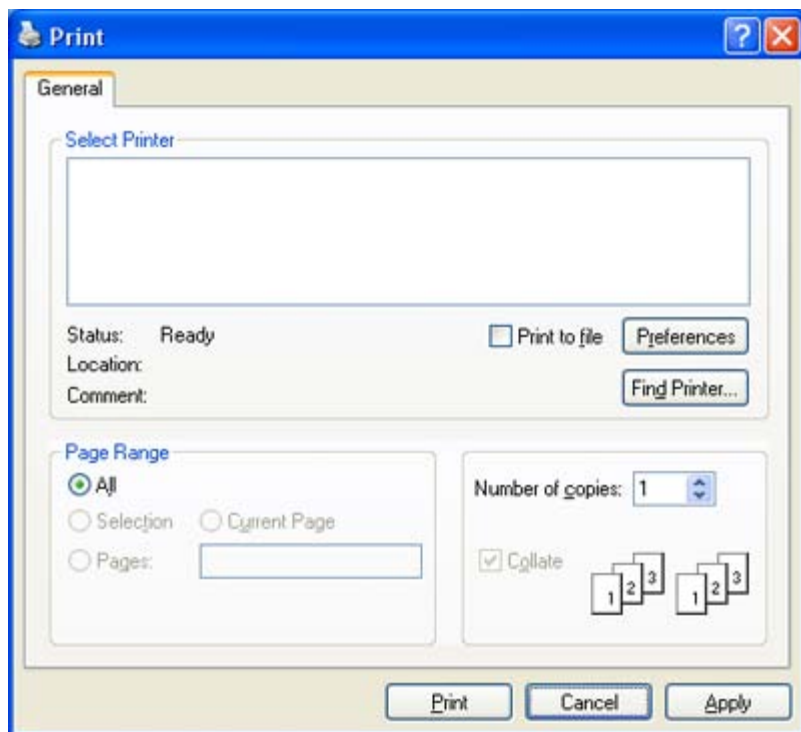 Print
General
Select Printer
Status: Ready
Print to file
Preferences
Location:
Comment:
Find Printer...
Page Range
All
Selection
Current Page
Pages:
Number of copies: 1
Collate
1 2 3 1 2 3
Print
Cancel
Apply